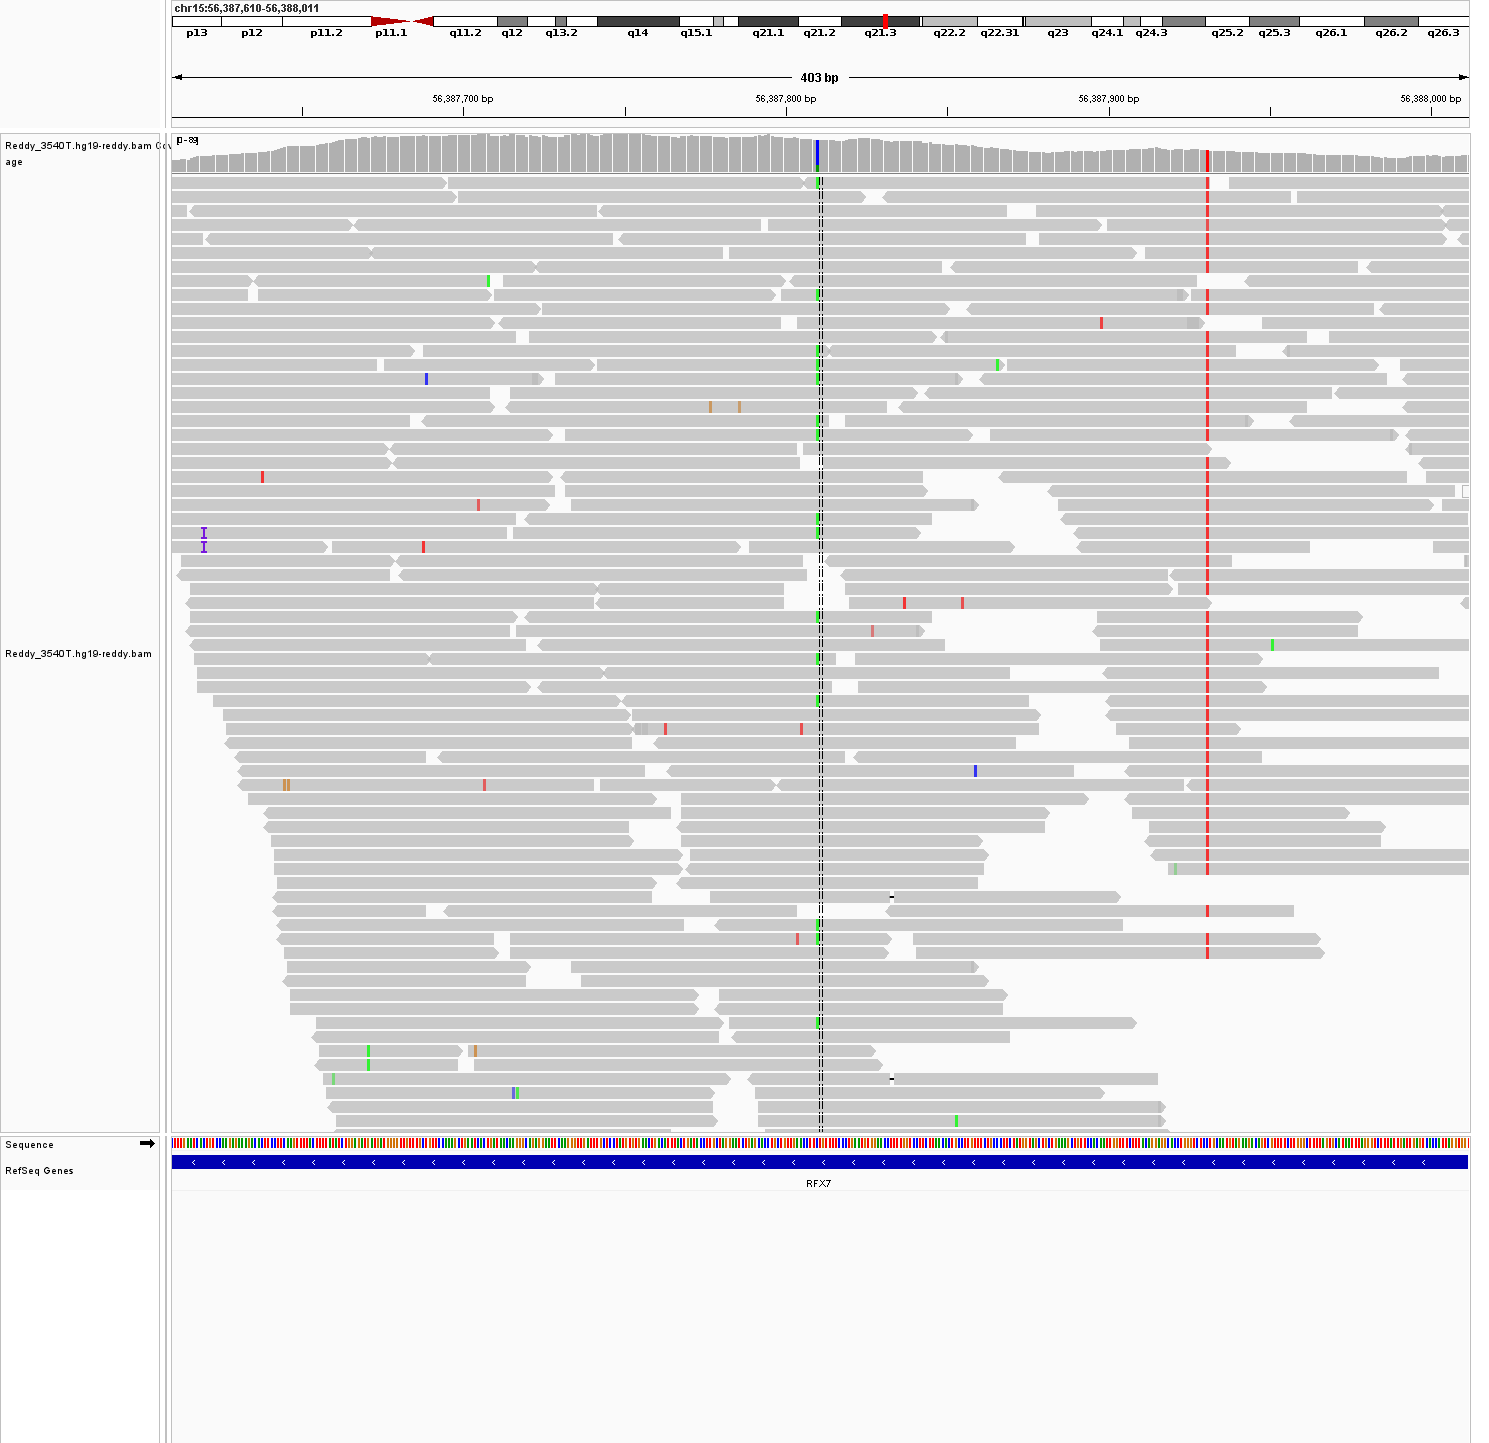 chr15:56,387,610-56,388,011
p13 p12 p11.2 p11.1 q11.2 q12 q13.2 q14 q15.1 q21.1 q21.2 q21.3 q22.2 q22.31 q23 q24.1 q24.3 q25.2 q25.3 q26.1 q26.2 q26.3
403 bp
56,387,700 bp 56,387,800 bp 56,387,900 bp 56,388,000 bp
[0-89]
Reddy_3540T.hg19-reddy.bam Cov
age
Reddy_3540T.hg19-reddy.bam
Sequence
RefSeq Genes
RFX7